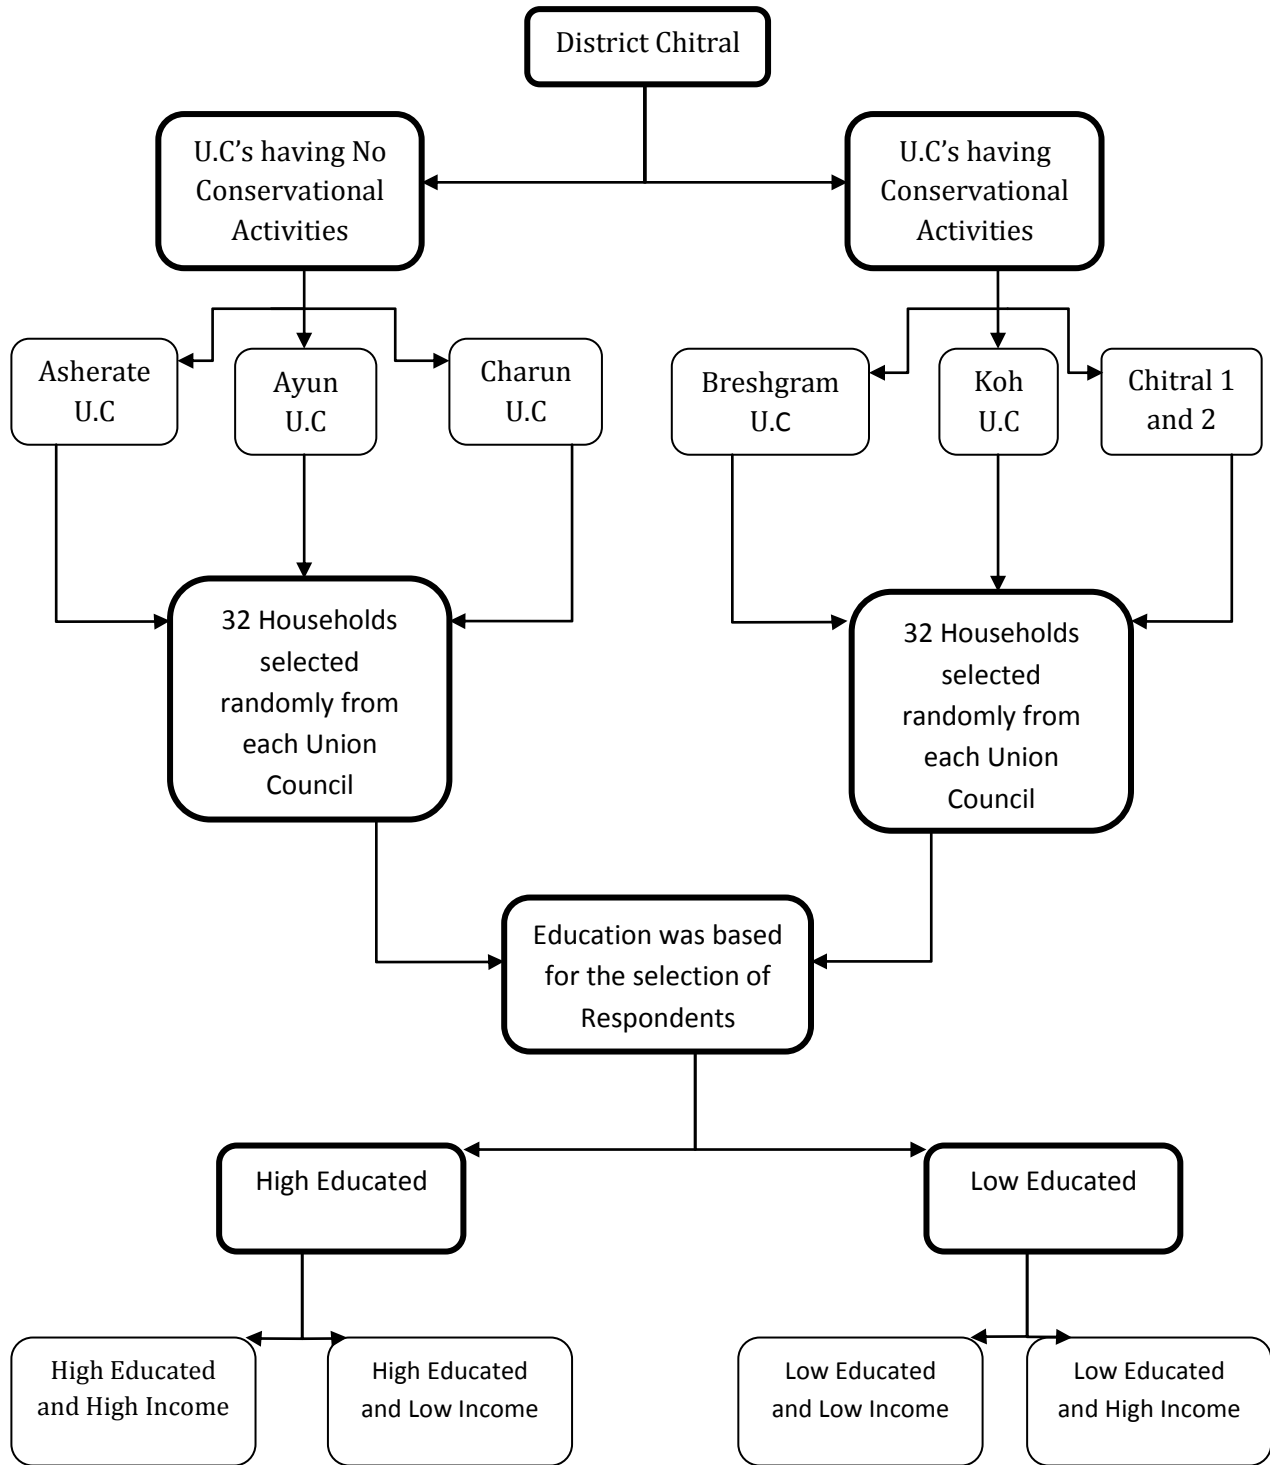 District Chitral
U.C’s having No
Conservational
Activities
U.C’s having
Conservational
Activities
Asherate
U.C
Ayun
U.C
Charun
U.C
Breshgram
U.C
Koh
U.C
Chitral 1
and 2
32 Households
selected
randomly from
each Union
Council
32 Households
selected
randomly from
each Union
Council
Education was based
for the selection of
Respondents
High Educated
Low Educated
High Educated
and High Income
High Educated
and Low Income
Low Educated
and Low Income
Low Educated
and High Income